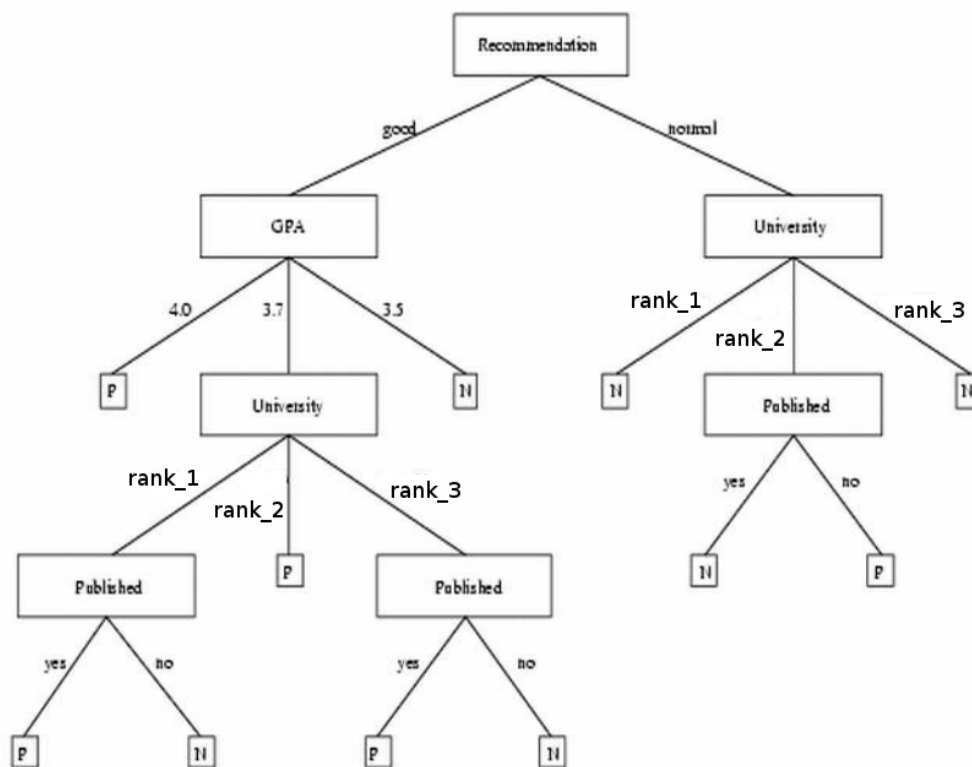 Recommendation
good
normal
GPA
University
4.0
3.7
3.5
rank_1
rank_2
rank_3
P
University
N
N
Published
N
rank_1
rank_2
rank_3
yes
no
Published
P
Published
N
P
yes
no
yes
no
P
N
P
N